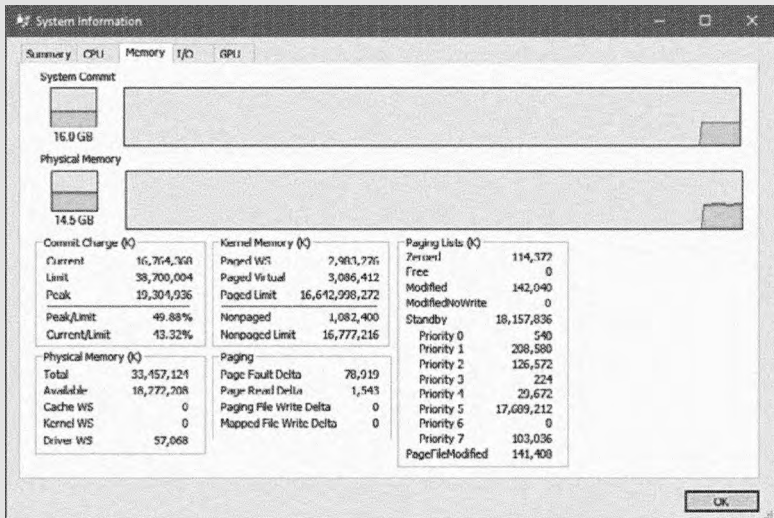 System Information
Summary CPU Memory I/O GPU
System Commit
16.0 GB
Physical Memory
14.5 GB
Commit Charge (K)
Current 16,764,368
Limit 38,700,004
Peak 19,304,936
Peak/Limit 49.88%
Current/Limit 43.32%
Physical Memory (K)
Total 33,457,124
Available 18,272,208
Cache WS 0
Kernel WS 0
Driver WS 57,068
Kernel Memory (K)
Paged WS 2,983,276
Paged Virtual 3,086,412
Paged Limit 16,642,998,272
Nonpaged 1,082,400
Nonpaged Limit 16,777,216
Paging
Page Fault Delta 78,919
Page Read Delta 1,543
Paging File Write Delta 0
Mapped File Write Delta 0
Paging Lists (K)
Zeroed 114,372
Free 0
Modified 142,040
ModifiedNoWrite 0
Standby 18,157,836
Priority 0 540
Priority 1 208,580
Priority 2 126,572
Priority 3 224
Priority 4 29,672
Priority 5 17,689,212
Priority 6 0
Priority 7 103,036
PageFileModified 141,408
OK